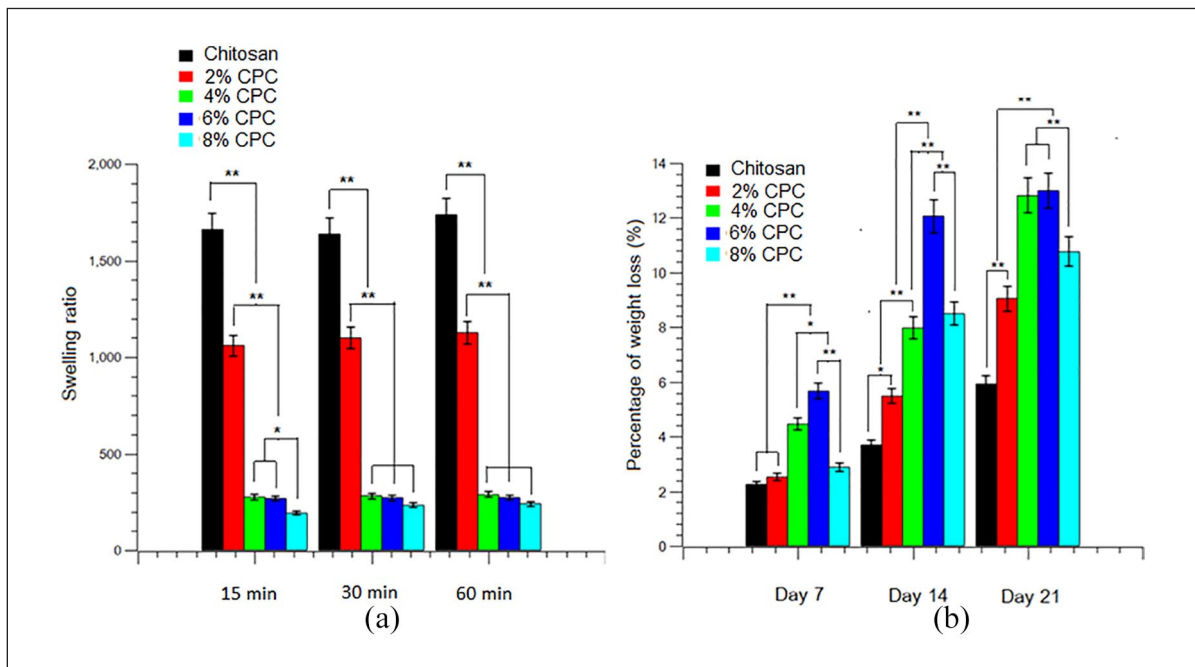 Chitosan
2% CPC
4% CPC
6% CPC
8% CPC
Swelling ratio
2,000
1,500
1,000
500
0
**
**
*
**
**
**
**
15 min
30 min
60 min
(a)
Chitosan
2% CPC
4% CPC
6% CPC
8% CPC
Percentage of weight loss (%)
14
12
10
8
6
4
2
0
**
*
**
*
**
**
**
**
**
**
**
Day 7
Day 14
Day 21
(b)